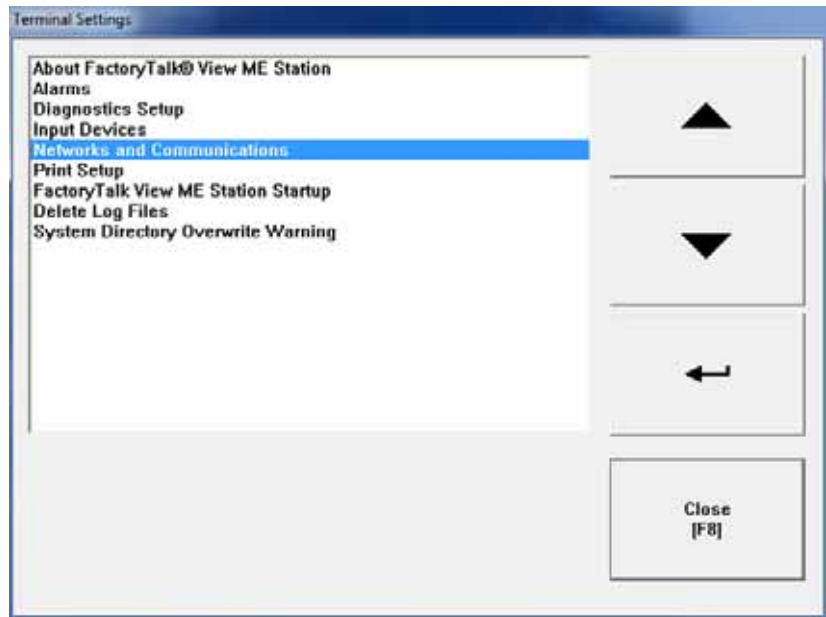 Terminal Settings
About FactoryTalk® View ME Station
Alarms
Diagnostics Setup
Input Devices
Networks and Communications
Print Setup
FactoryTalk View ME Station Startup
Delete Log Files
System Directory Overwrite Warning
Close
[F8]